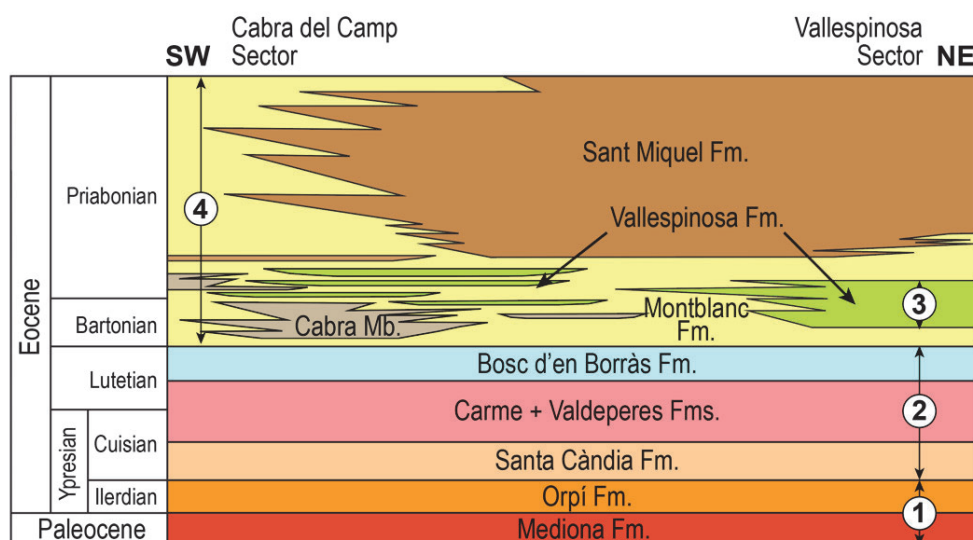 Cabra del Camp
SW Sector
Vallespinosa
Sector NE
Eocene
Priabonian
Bartonian
Lutetian
Ypresian
Cuisian
Ilerdian
Paleocene
4
Sant Miquel Fm.
Vallespinosa Fm.
3
Montblanc
Fm.
Cabra Mb.
Bosc d'en Borràs Fm.
Carme + Valdeperes Fms.
2
Santa Càndia Fm.
Orpí Fm.
1
Mediona Fm.